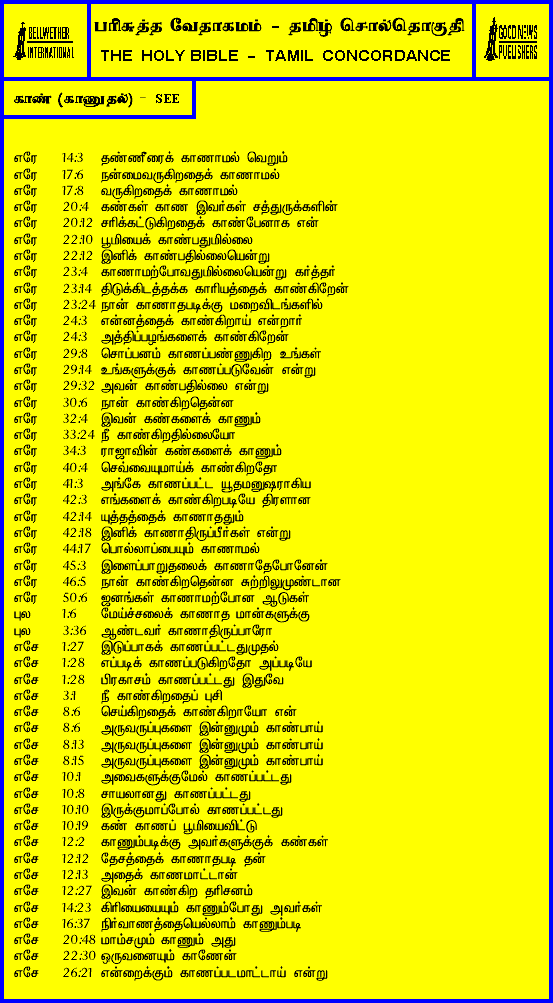 BELLWETHER
INTERNATIONAL
பரிசுத்த வேதாகமம் - தமிழ் சொல்தொகுதி
THE HOLY BIBLE - TAMIL CONCORDANCE
GOOD NEWS
PUBLISHERS
காண் (காணுதல்) - SEE
எரே 14:3 தண்ணீரைக் காணாமல் வெறும்
எரே 17:6 நன்மைவருகிறதைக் காணாமல்
எரே 17:8 வருகிறதைக் காணாமல்
எரே 20:4 கண்கள் காண இவர்கள் சத்துருக்களின்
எரே 20:12 சரிக்கட்டுகிறதைக் காண்பேனாக என்
எரே 22:10 பூமியைக் காண்பதுமில்லை
எரே 22:12 இனிக் காண்பதில்லையென்று
எரே 23:4 காணாமற்போவதுமில்லையென்று கர்த்தர்
எரே 23:14 திடுக்கிடத்தக்க காரியத்தைக் காண்கிறேன்
எரே 23:24 நான் காணாதபடிக்கு மறைவிடங்களில்
எரே 24:3 என்னத்தைக் காண்கிறாய் என்றார்
எரே 24:3 அத்திப்பழங்களைக் காண்கிறேன்
எரே 29:8 சொப்பனம் காணப்பண்ணுகிற உங்கள்
எரே 29:14 உங்களுக்குக் காணப்படுவேன் என்று
எரே 29:32 அவன் காண்பதில்லை என்று
எரே 30:6 நான் காண்கிறதென்ன
எரே 32:4 இவன் கண்களைக் காணும்
எரே 33:24 நீ காண்கிறதில்லையோ
எரே 34:3 ராஜாவின் கண்களைக் காணும்
எரே 40:4 செவ்வையுமாய்க் காண்கிறதோ
எரே 41:3 அங்கே காணப்பட்ட யூதமனுஷராகிய
எரே 42:3 எங்களைக் காண்கிறபடியே திரளான
எரே 42:14 யுத்தத்தைக் காணாததும்
எரே 42:18 இனிக் காணாதிருப்பீர்கள் என்று
எரே 44:17 பொல்லாப்பையும் காணாமல்
எரே 45:3 இளைப்பாறுதலைக் காணாதேபோனேன்
எரே 46:5 நான் காண்கிறதென்ன சுற்றிலுமுண்டான
எரே 50:6 ஜனங்கள் காணாமற்போன ஆடுகள்
புல 1:6 மேய்ச்சலைக் காணாத மான்களுக்கு
புல 3:36 ஆண்டவர் காணாதிருப்பாரோ
எசே 1:27 இடுப்பாகக் காணப்பட்டதுமுதல்
எசே 1:28 எப்படிக் காணப்படுகிறதோ அப்படியே
எசே 1:28 பிரகாசம் காணப்பட்டது இதுவே
எசே 3:1 நீ காண்கிறதைப் புசி
எசே 8:6 செய்கிறதைக் காண்கிறாயோ என்
எசே 8:6 அருவருப்புகளை இன்னுமும் காண்பாய்
எசே 8:13 அருவருப்புகளை இன்னுமும் காண்பாய்
எசே 8:15 அருவருப்புகளை இன்னுமும் காண்பாய்
எசே 10:1 அவைகளுக்குமேல் காணப்பட்டது
எசே 10:8 சாயலானது காணப்பட்டது
எசே 10:10 இருக்குமாப்போல் காணப்பட்டது
எசே 10:19 கண் காணப் பூமியைவிட்டு
எசே 12:2 காணும்படிக்கு அவர்களுக்குக் கண்கள்
எசே 12:12 தேசத்தைக் காணாதபடி தன்
எசே 12:13 அதைக் காணமாட்டான்
எசே 12:27 இவன் காண்கிற தரிசனம்
எசே 14:23 கிரியையையும் காணும்போது அவர்கள்
எசே 16:37 நிர்வாணத்தையெல்லாம் காணும்படி
எசே 20:48 மாம்சமும் காணும் அது
எசே 22:30 ஒருவனையும் காணேன்
எசே 26:21 என்றைக்கும் காணப்படமாட்டாய் என்று